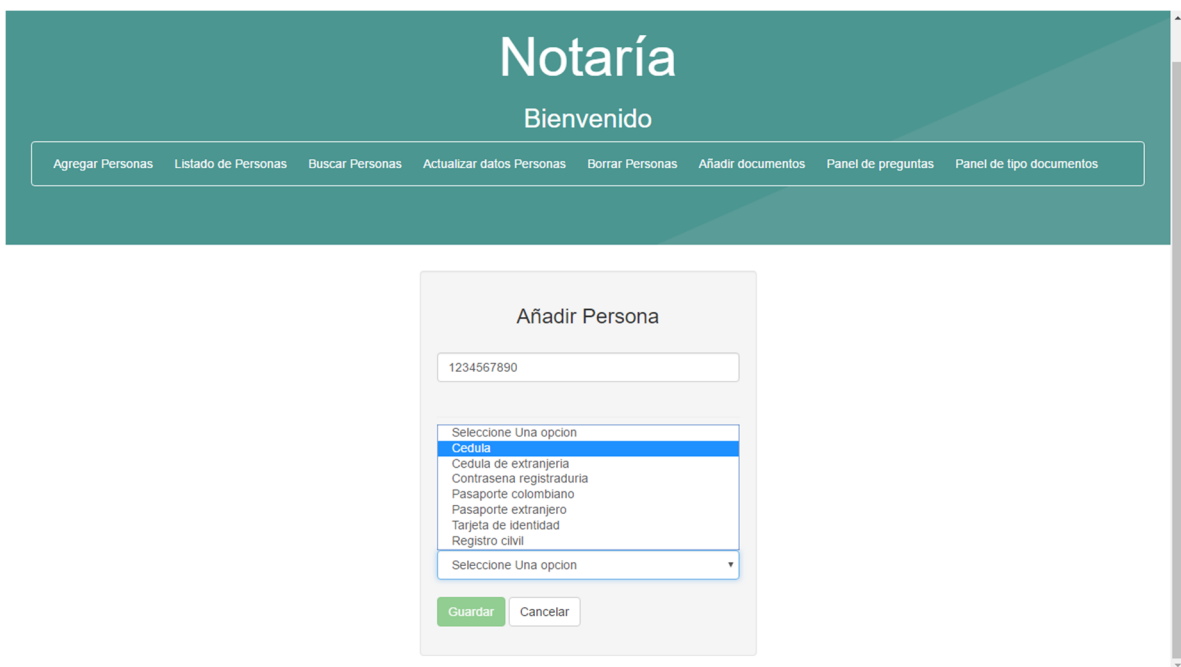 Notaría
Bienvenido
Agregar Personas Listado de Personas Buscar Personas Actualizar datos Personas Borrar Personas Añadir documentos Panel de preguntas Panel de tipo documentos
Añadir Persona
1234567890
Seleccione Una opcion
Cedula
Cedula de extranjeria
Contrasena registraduria
Pasaporte colombiano
Pasaporte extranjero
Tarjeta de identidad
Registro cilvil
Seleccione Una opcion
Guardar Cancelar